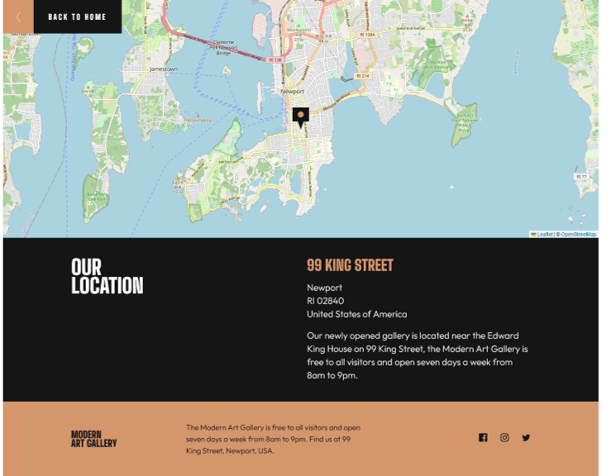 BACK TO HOME
RI 138A
Claiborne
Pell Newport
Bridge
RI 138
Jamestown
RI 214
Newport
RI 77
Leaflet | © OpenStreetMap
OUR
LOCATION
99 KING STREET
Newport
RI 02840
United States of America
Our newly opened gallery is located near the Edward
King House on 99 King Street, the Modern Art Gallery is
free to all visitors and open seven days a week from
8am to 9pm.
MODERN
ART GALLERY
The Modern Art Gallery is free to all visitors and open
seven days a week from 8am to 9pm. Find us at 99
King Street, Newport, USA.